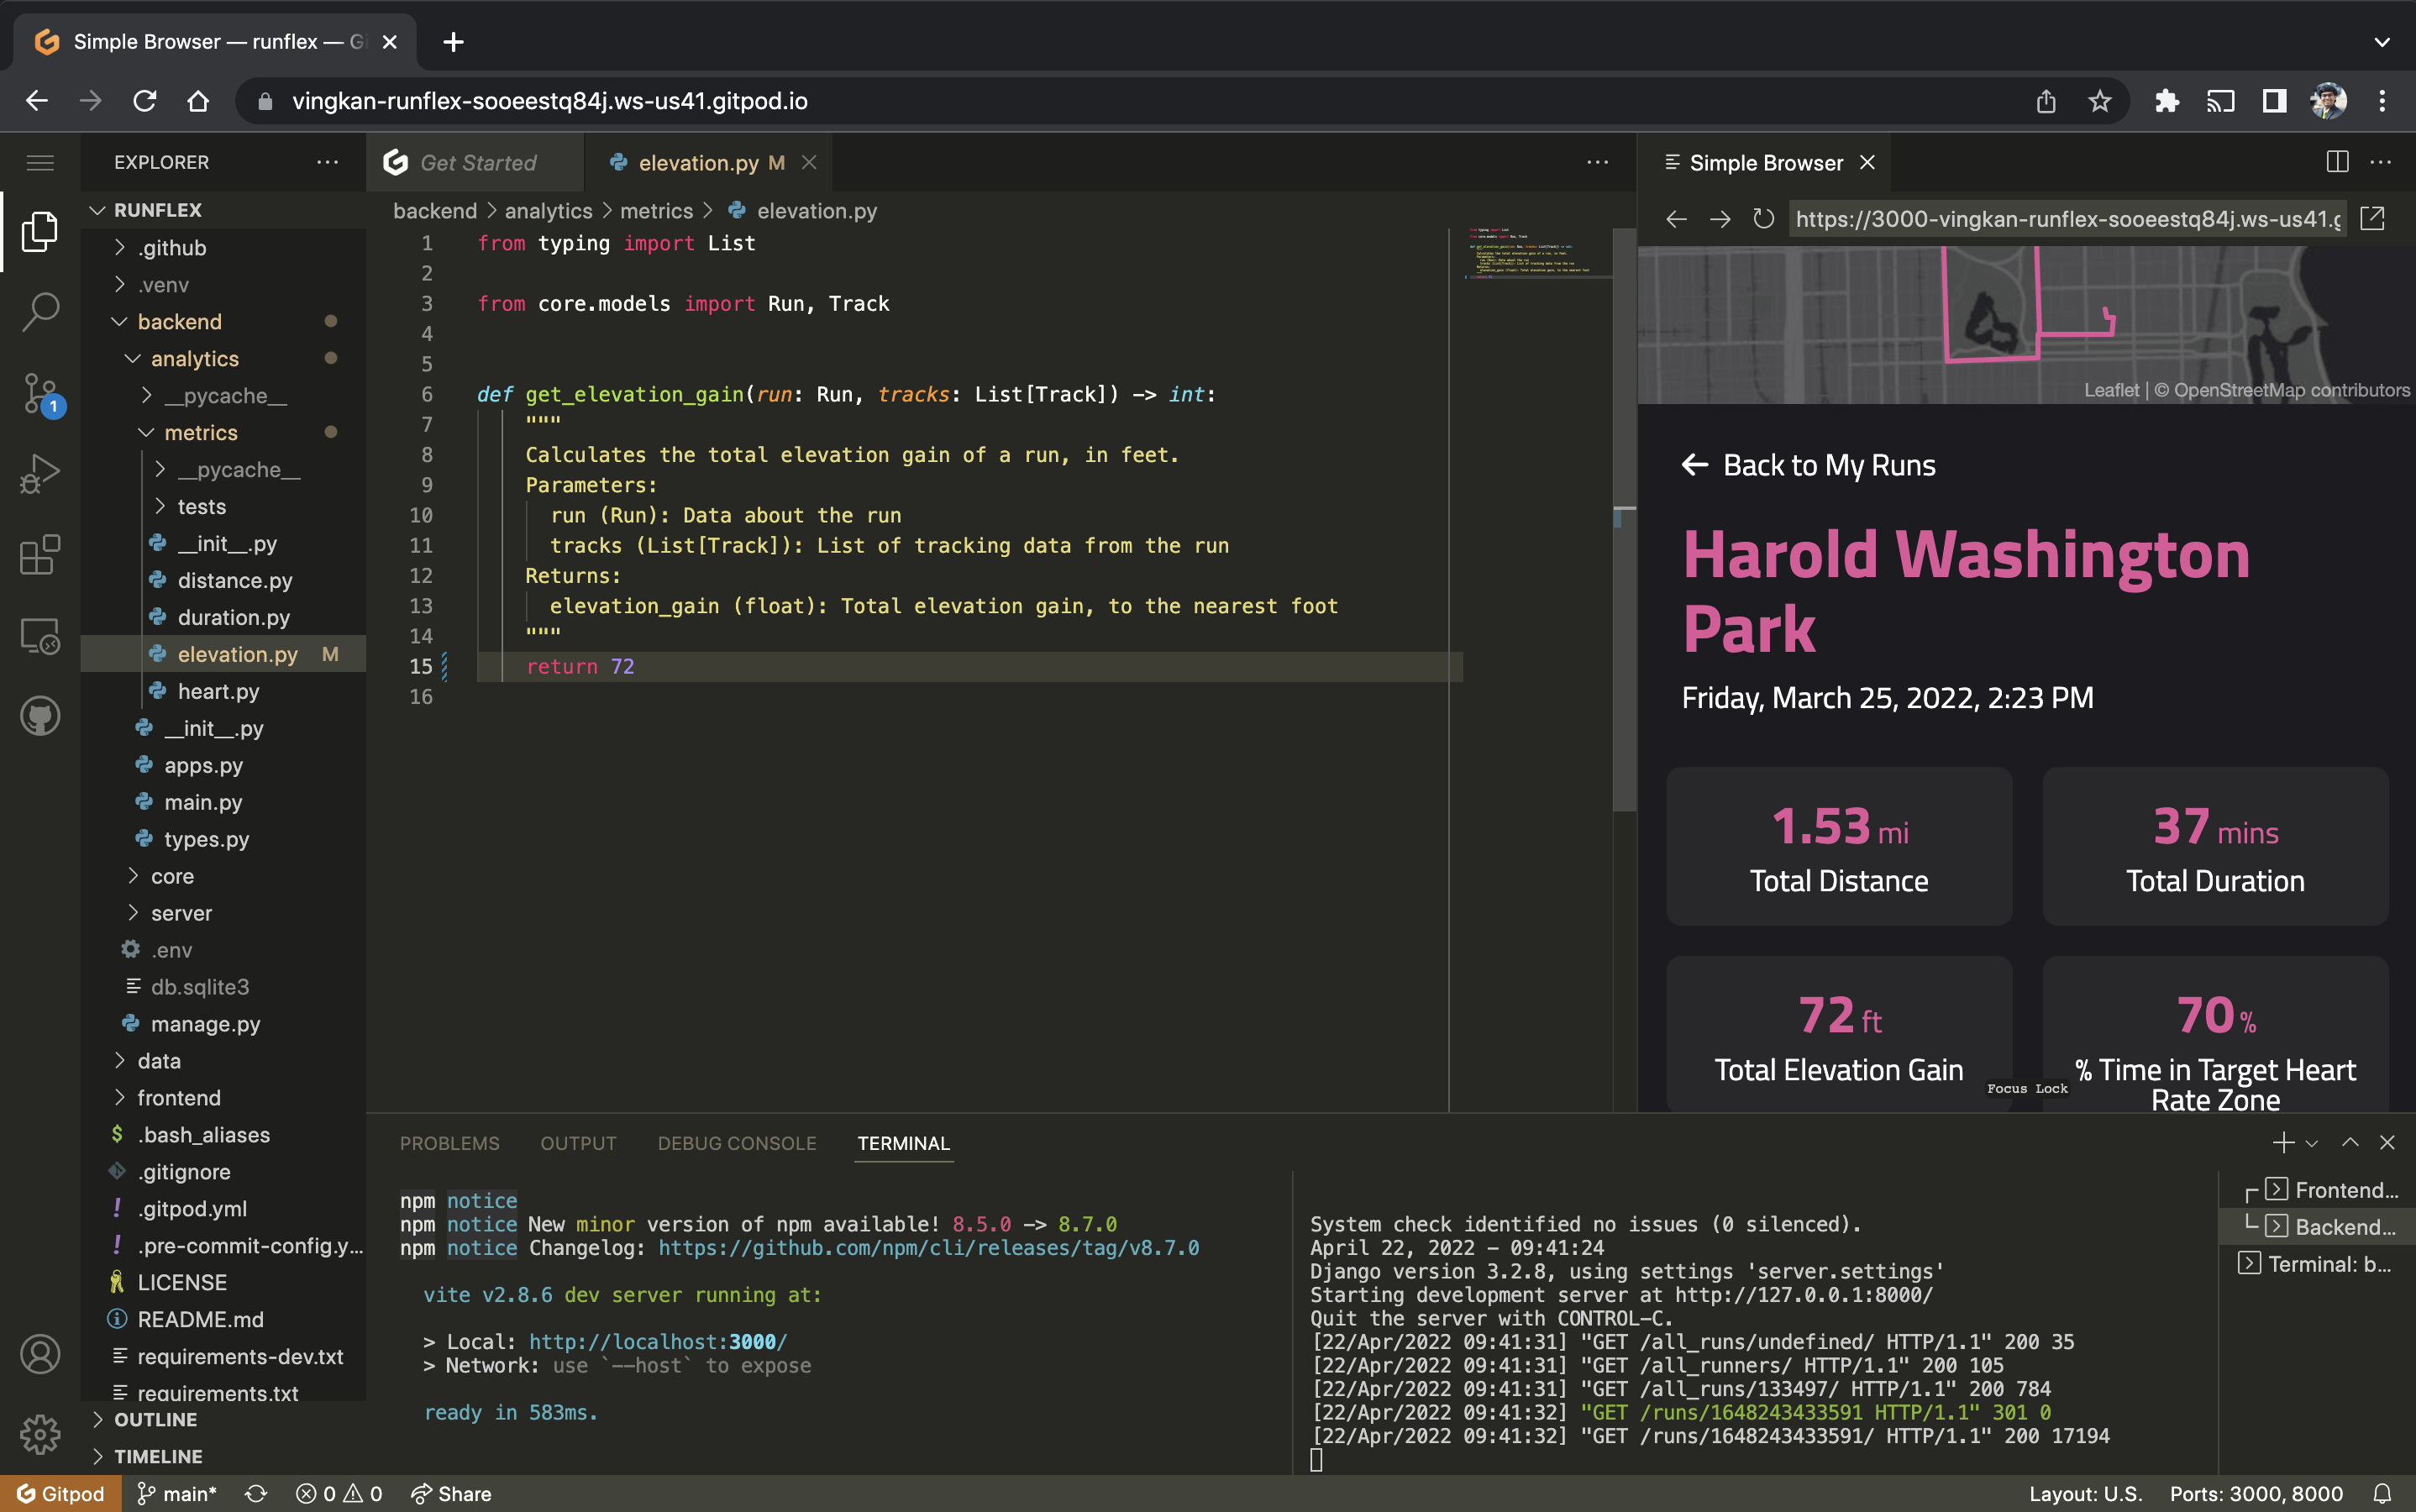 Simple Browser — runflex — Gi
vingkan-runflex-sooeestq84j.ws-us41.gitpod.io
EXPLORER
Get Started
elevation.py M
Simple Browser
RUNFLEX
backend > analytics > metrics > elevation.py
https://3000-vingkan-runflex-sooeestq84j.ws-us41.g
.github
.venv
backend
analytics
__pycache__
metrics
__pycache__
tests
__init__.py
distance.py
duration.py
elevation.py M
heart.py
__init__.py
apps.py
main.py
types.py
core
server
.env
db.sqlite3
manage.py
data
frontend
.bash_aliases
.gitignore
.gitpod.yml
.pre-commit-config.y...
LICENSE
README.md
requirements-dev.txt
requirements.txt
OUTLINE
TIMELINE
1
1 from typing import List
2
3 from core.models import Run, Track
4
5
6 def get_elevation_gain(run: Run, tracks: List[Track]) -> int:
7 """
8 Calculates the total elevation gain of a run, in feet.
9 Parameters:
10 run (Run): Data about the run
11 tracks (List[Track]): List of tracking data from the run
12 Returns:
13 elevation_gain (float): Total elevation gain, to the nearest foot
14 """
15 return 72
16
Leaflet | © OpenStreetMap contributors
Back to My Runs
Harold Washington
Park
Friday, March 25, 2022, 2:23 PM
1.53 mi
Total Distance
37 mins
Total Duration
72 ft
Total Elevation Gain
70 %
% Time in Target Heart
Rate Zone
Focus Lock
PROBLEMS OUTPUT DEBUG CONSOLE TERMINAL
npm notice
npm notice New minor version of npm available! 8.5.0 -> 8.7.0
npm notice Changelog: https://github.com/npm/cli/releases/tag/v8.7.0
vite v2.8.6 dev server running at:
> Local: http://localhost:3000/
> Network: use `--host` to expose
ready in 583ms.
System check identified no issues (0 silenced).
April 22, 2022 - 09:41:24
Django version 3.2.8, using settings 'server.settings'
Starting development server at http://127.0.0.1:8000/
Quit the server with CONTROL-C.
[22/Apr/2022 09:41:31] "GET /all_runs/undefined/ HTTP/1.1" 200 35
[22/Apr/2022 09:41:31] "GET /all_runners/ HTTP/1.1" 200 105
[22/Apr/2022 09:41:31] "GET /all_runs/133497/ HTTP/1.1" 200 784
[22/Apr/2022 09:41:32] "GET /runs/1648243433591 HTTP/1.1" 301 0
[22/Apr/2022 09:41:32] "GET /runs/1648243433591/ HTTP/1.1" 200 17194
Frontend...
Backend...
Terminal: b...
Gitpod main* 0 0 Share
Layout: U.S. Ports: 3000, 8000